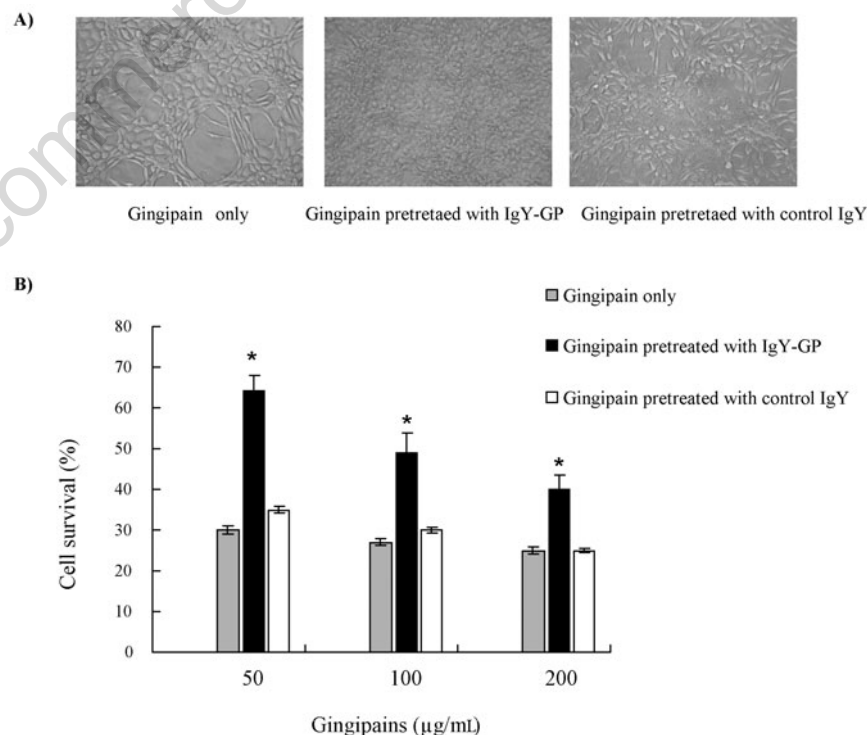 A)
Gingipain only
Gingipain pretretaed with IgY-GP
Gingipain pretretaed with control IgY
B)
Gingipain only
Gingipain pretreated with IgY-GP
Gingipain pretreated with control IgY
80
70
60
50
40
30
20
10
0
Cell survival (%)
*
*
*
50 100 200
Gingipains (µg/mL)